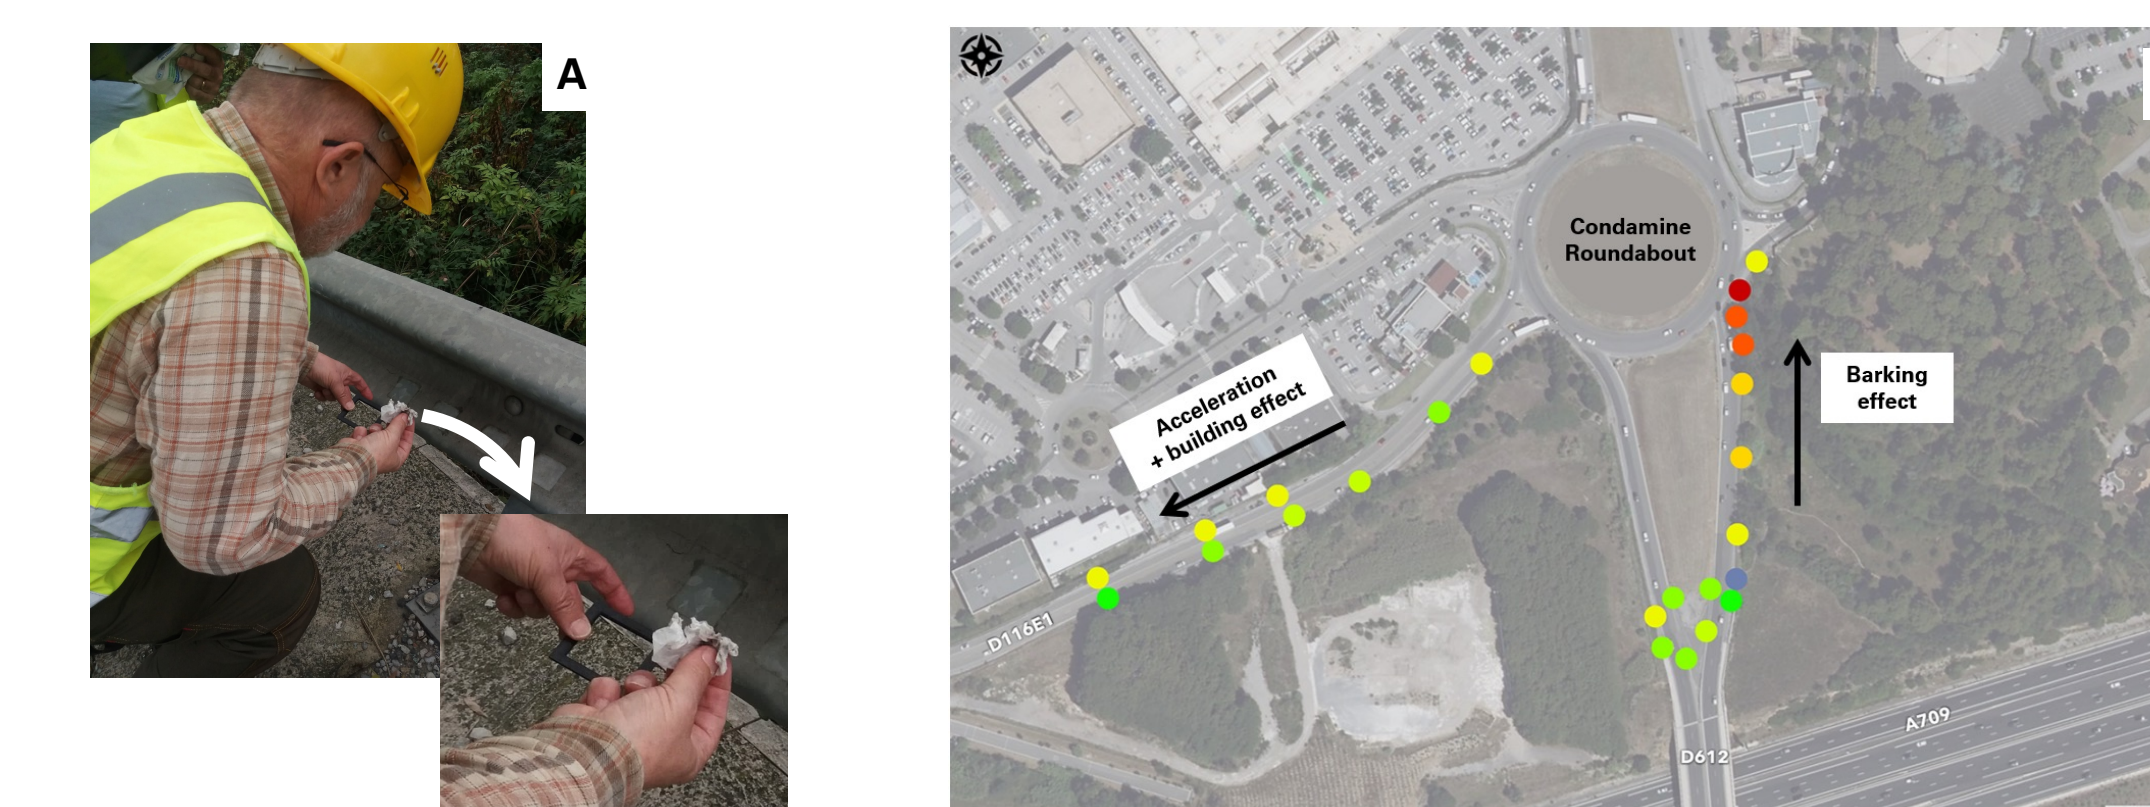 A
Condamine
Roundabout
Acceleration
+ building effect
Barking
effect
D116E1
A709
D612